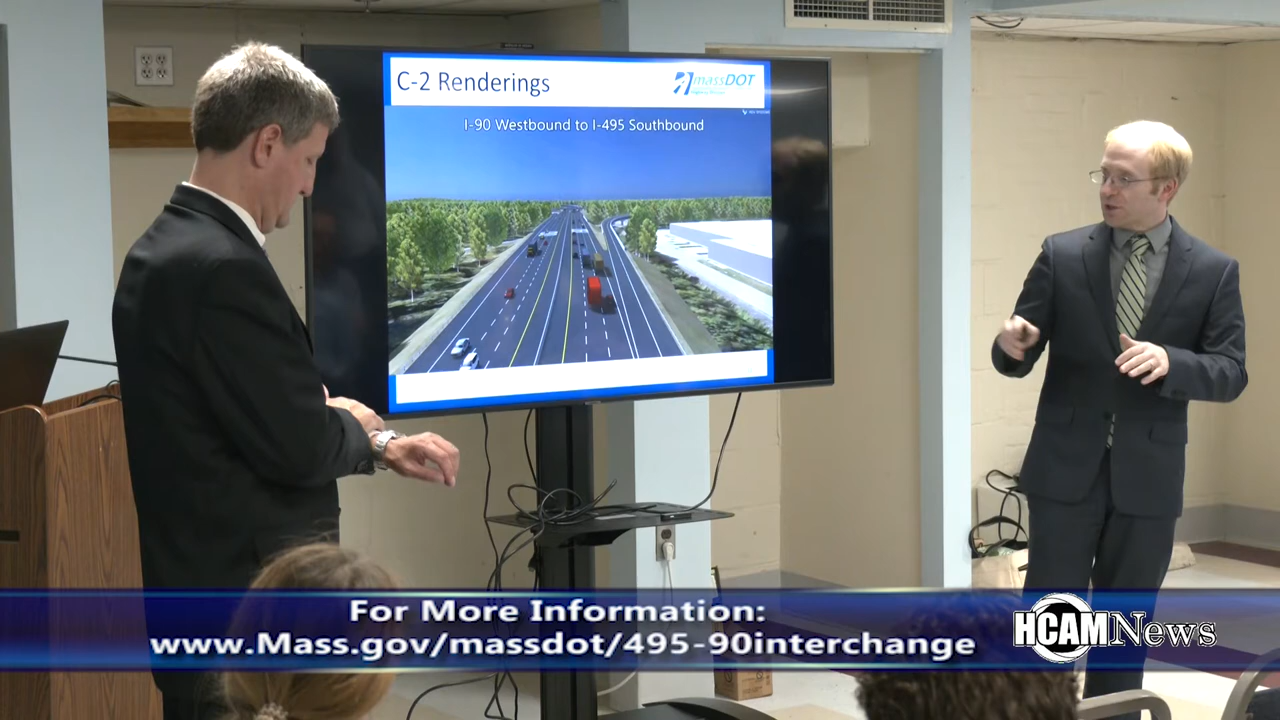 C-2 Renderings
massDOT
I-90 Westbound to I-495 Southbound
For More Information:
www.Mass.gov/massdot/495-90interchange
HCAMNews